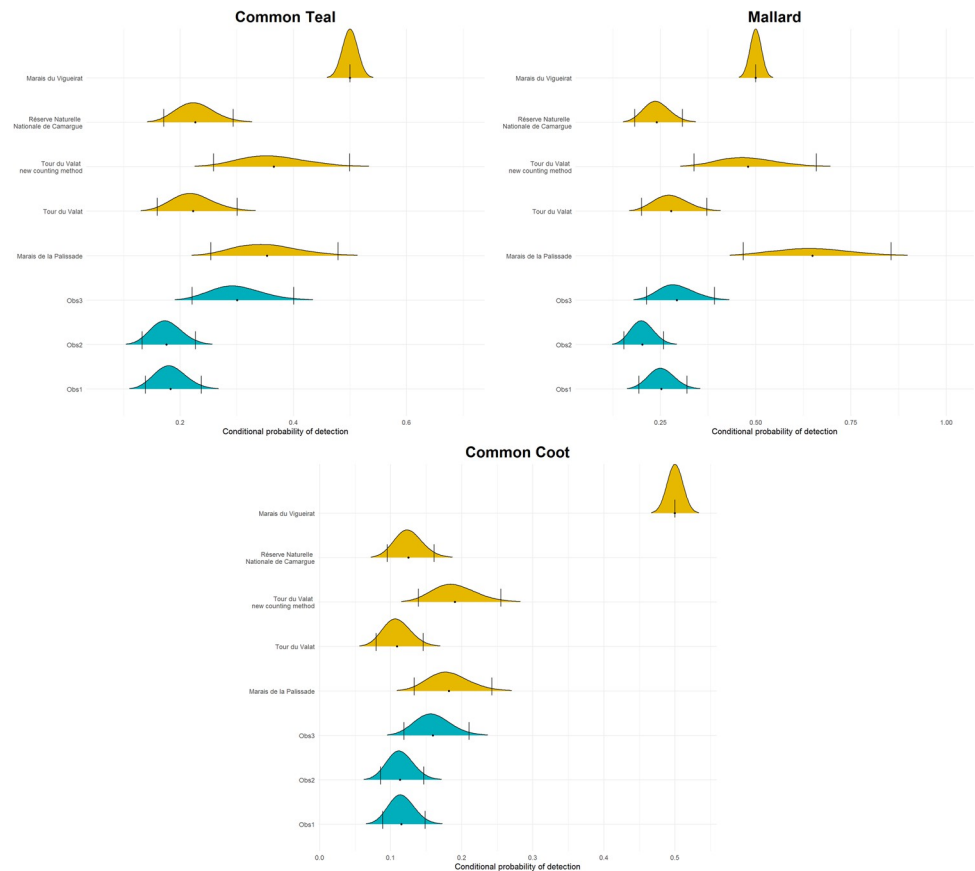 Common Teal
Marais du Vigueirat
Réserve Naturelle
Nationale de Camargue
Tour du Valat
new counting method
Tour du Valat
Marais de la Palissade
Obs3
Obs2
Obs1
0.2 0.4 0.6
Conditional probability of detection
Mallard
Marais du Vigueirat
Réserve Naturelle
Nationale de Camargue
Tour du Valat
new counting method
Tour du Valat
Marais de la Palissade
Obs3
Obs2
Obs1
0.25 0.50 0.75 1.00
Conditional probability of detection
Common Coot
Marais du Vigueirat
Réserve Naturelle
Nationale de Camargue
Tour du Valat
new counting method
Tour du Valat
Marais de la Palissade
Obs3
Obs2
Obs1
0.0 0.1 0.2 0.3 0.4 0.5
Conditional probability of detection